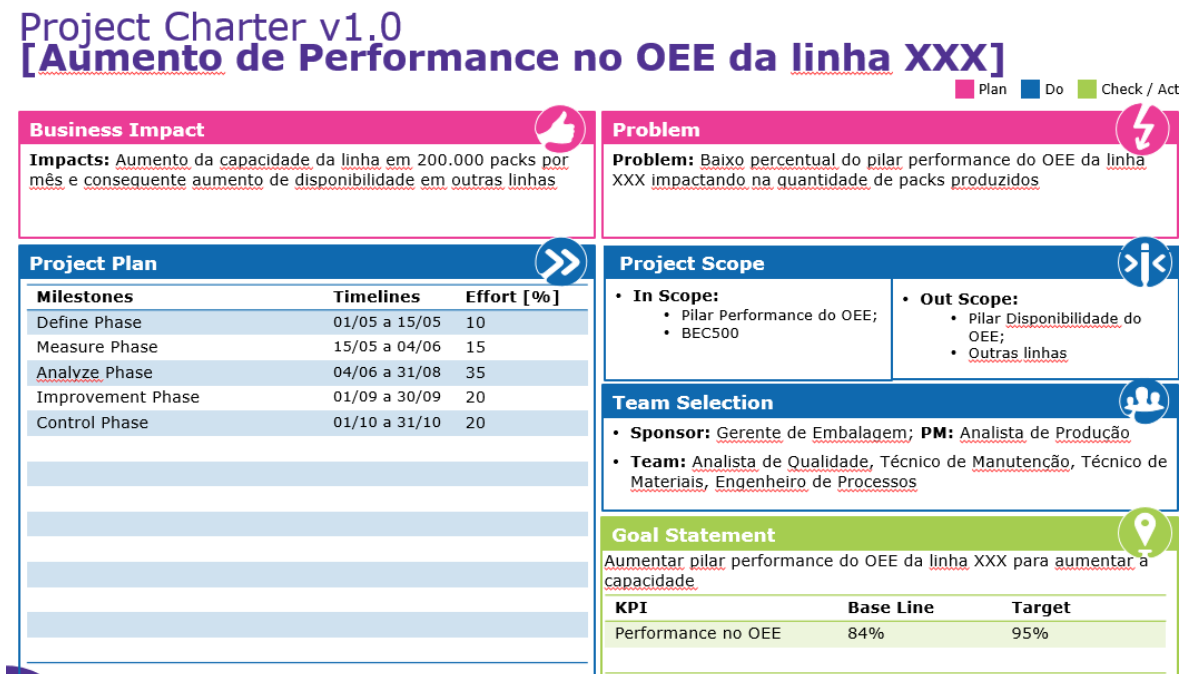 Project Charter v1.0
[Aumento de Performance no OEE da linha XXX]
Plan Do Check / Act
Business Impact
Impacts: Aumento da capacidade da linha em 200.000 packs por
mês e consequente aumento de disponibilidade em outras linhas
Problem
Problem: Baixo percentual do pilar performance do OEE da linha
XXX impactando na quantidade de packs produzidos
Project Plan
Milestones Timelines Effort [%]
Define Phase 01/05 a 15/05 10
Measure Phase 15/05 a 04/06 15
Analyze Phase 04/06 a 31/08 35
Improvement Phase 01/09 a 30/09 20
Control Phase 01/10 a 31/10 20
Project Scope
• In Scope:
• Pilar Performance do OEE;
• BEC500
• Out Scope:
• Pilar Disponibilidade do
OEE;
• Outras linhas
Team Selection
• Sponsor: Gerente de Embalagem; PM: Analista de Produção
• Team: Analista de Qualidade, Técnico de Manutenção, Técnico de
Materiais, Engenheiro de Processos
Goal Statement
Aumentar pilar performance do OEE da linha XXX para aumentar a
capacidade
KPI Base Line Target
Performance no OEE 84% 95%